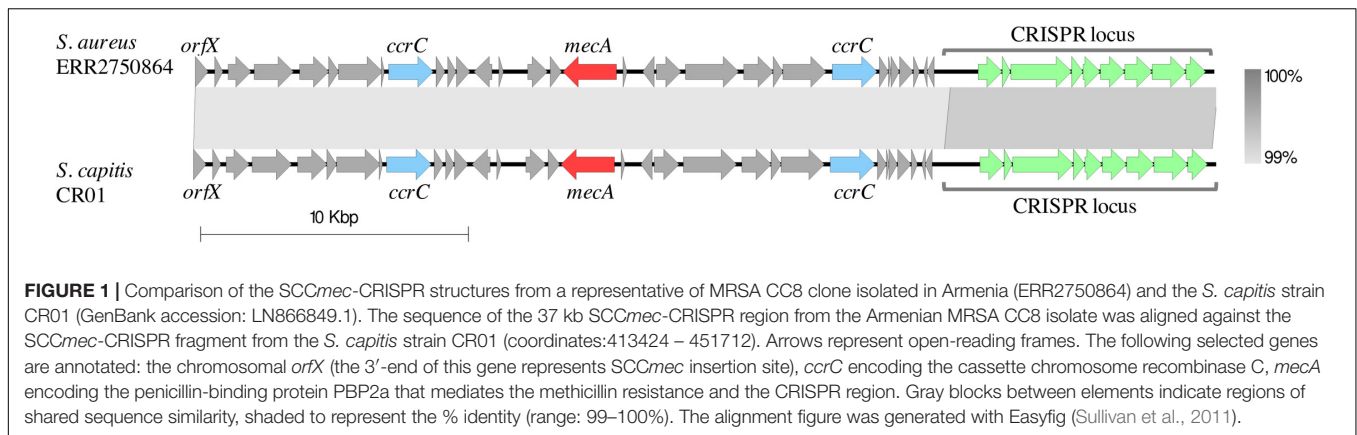 S. aureus
ERR2750864
orfX
ccrC
mecA
ccrC
CRISPR locus
100%
99%
S. capitis
CR01
orfX
ccrC
mecA
ccrC
CRISPR locus
10 Kbp
FIGURE 1 | Comparison of the SCCmec-CRISPR structures from a representative of MRSA CC8 clone isolated in Armenia (ERR2750864) and the S. capitis strain
CR01 (GenBank accession: LN866849.1). The sequence of the 37 kb SCCmec-CRISPR region from the Armenian MRSA CC8 isolate was aligned against the
SCCmec-CRISPR fragment from the S. capitis strain CR01 (coordinates:413424 – 451712). Arrows represent open-reading frames. The following selected genes
are annotated: the chromosomal orfX (the 3′-end of this gene represents SCCmec insertion site), ccrC encoding the cassette chromosome recombinase C, mecA
encoding the penicillin-binding protein PBP2a that mediates the methicillin resistance and the CRISPR region. Gray blocks between elements indicate regions of
shared sequence similarity, shaded to represent the % identity (range: 99–100%). The alignment figure was generated with Easyfig (Sullivan et al., 2011).